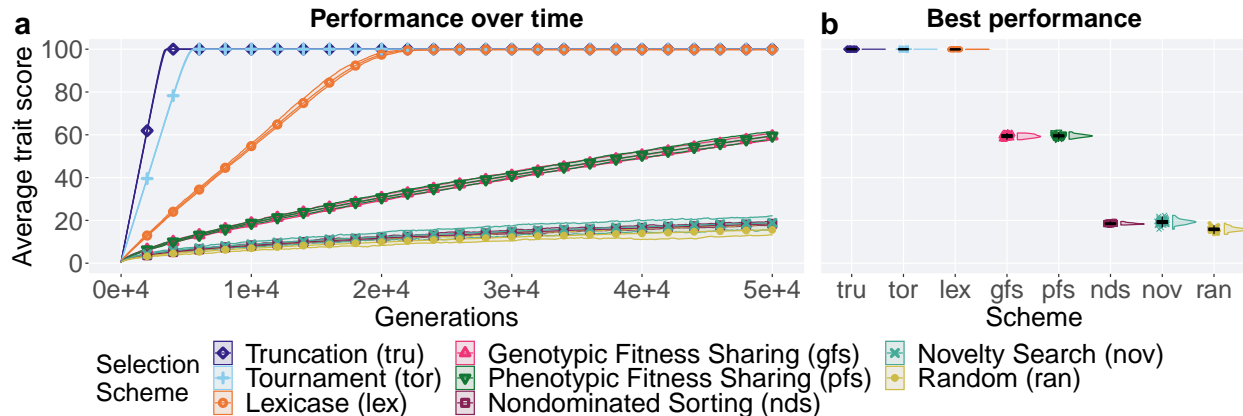 a Performance over time
b Best performance
Average trait score
100
80
60
40
20
0
0e+4 1e+4 2e+4 3e+4 4e+4 5e+4
Generations
tru tor lex gfs pfs nds nov ran
Scheme
Selection
Scheme
Truncation (tru)
Tournament (tor)
Lexicase (lex)
Genotypic Fitness Sharing (gfs)
Phenotypic Fitness Sharing (pfs)
Nondominated Sorting (nds)
Novelty Search (nov)
Random (ran)